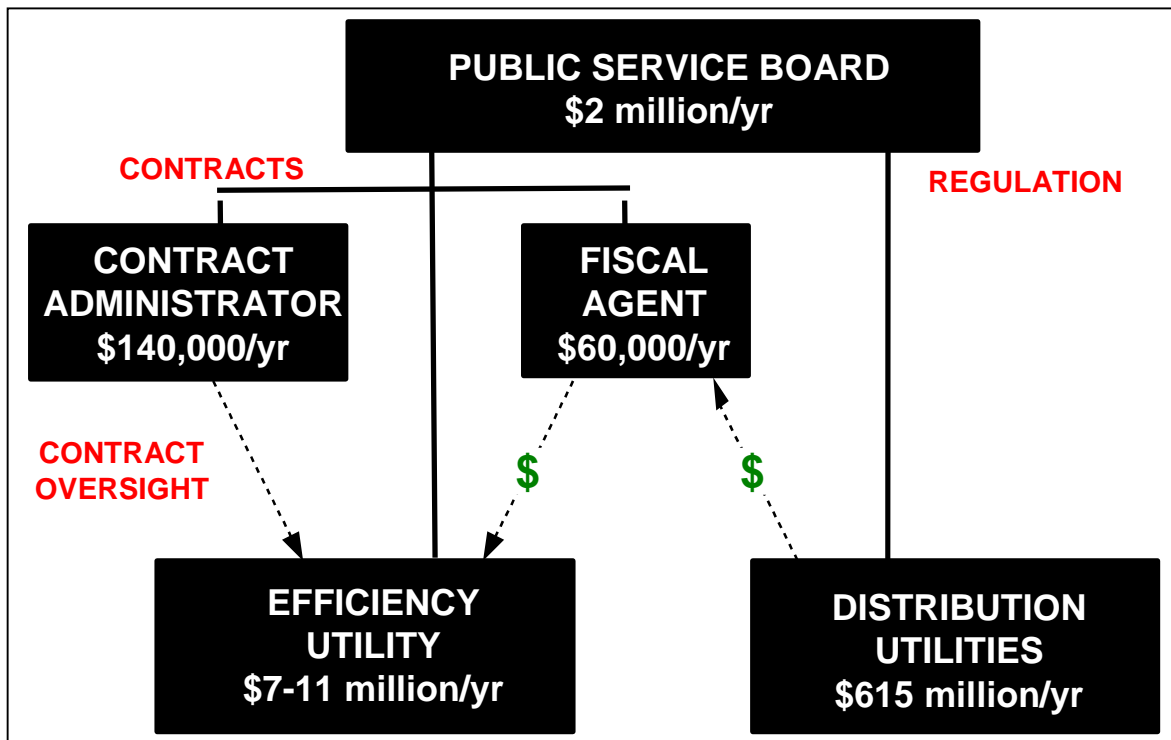 PUBLIC SERVICE BOARD
$2 million/yr
CONTRACTS
REGULATION
CONTRACT
ADMINISTRATOR
$140,000/yr
FISCAL
AGENT
$60,000/yr
CONTRACT
OVERSIGHT
$
$
EFFICIENCY
UTILITY
$7-11 million/yr
DISTRIBUTION
UTILITIES
$615 million/yr